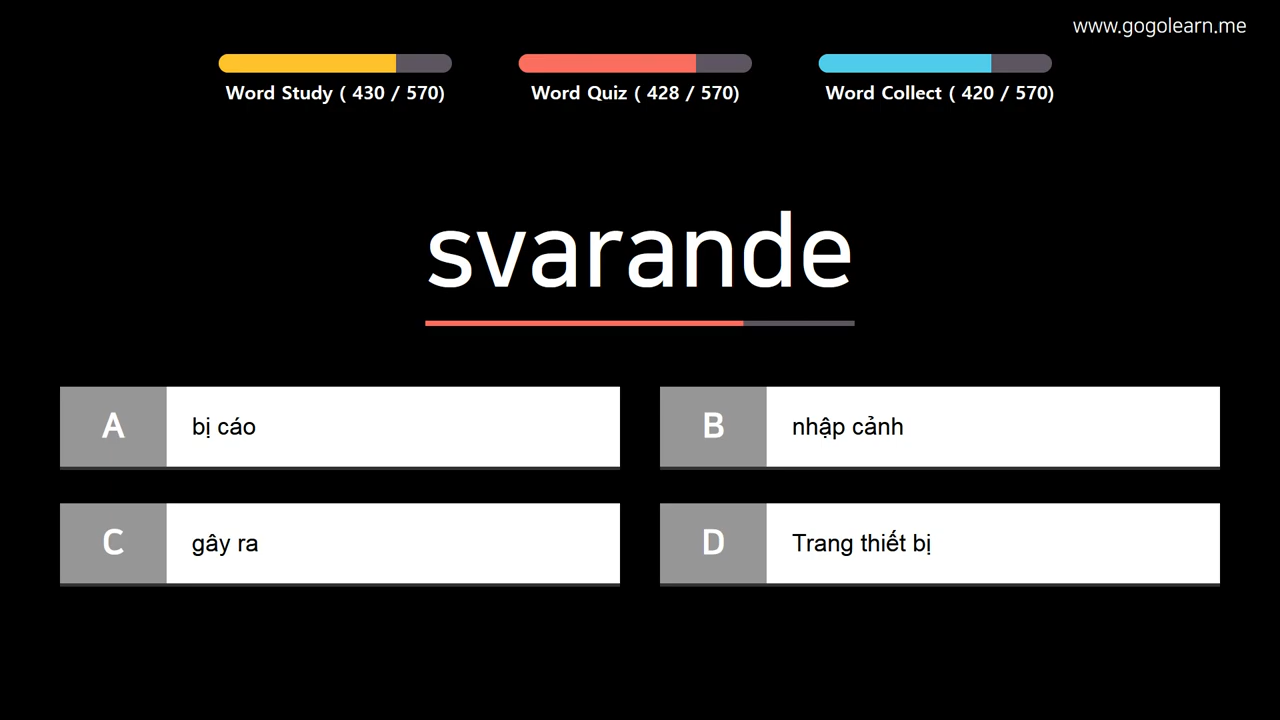 www.gogolearn.me
Word Study ( 430 / 570)
Word Quiz ( 428 / 570)
Word Collect ( 420 / 570)
svarande
A bị cáo
B nhập cảnh
C gây ra
D Trang thiết bị